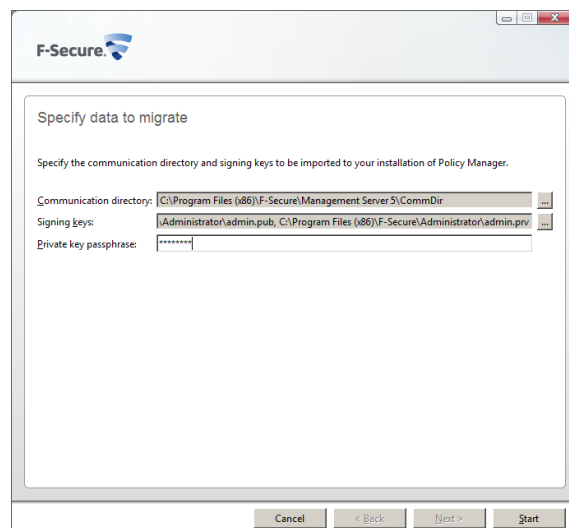 F-Secure.
Specify data to migrate
Specify the communication directory and signing keys to be imported to your installation of Policy Manager.
Communication directory: C:\Program Files (x86)\F-Secure\Management Server 5\CommDir ...
Signing keys: \Administrator\admin.pub, C:\Program Files (x86)\F-Secure\Administrator\admin.prv ...
Private key passphrase: ********
Cancel < Back Next > Start